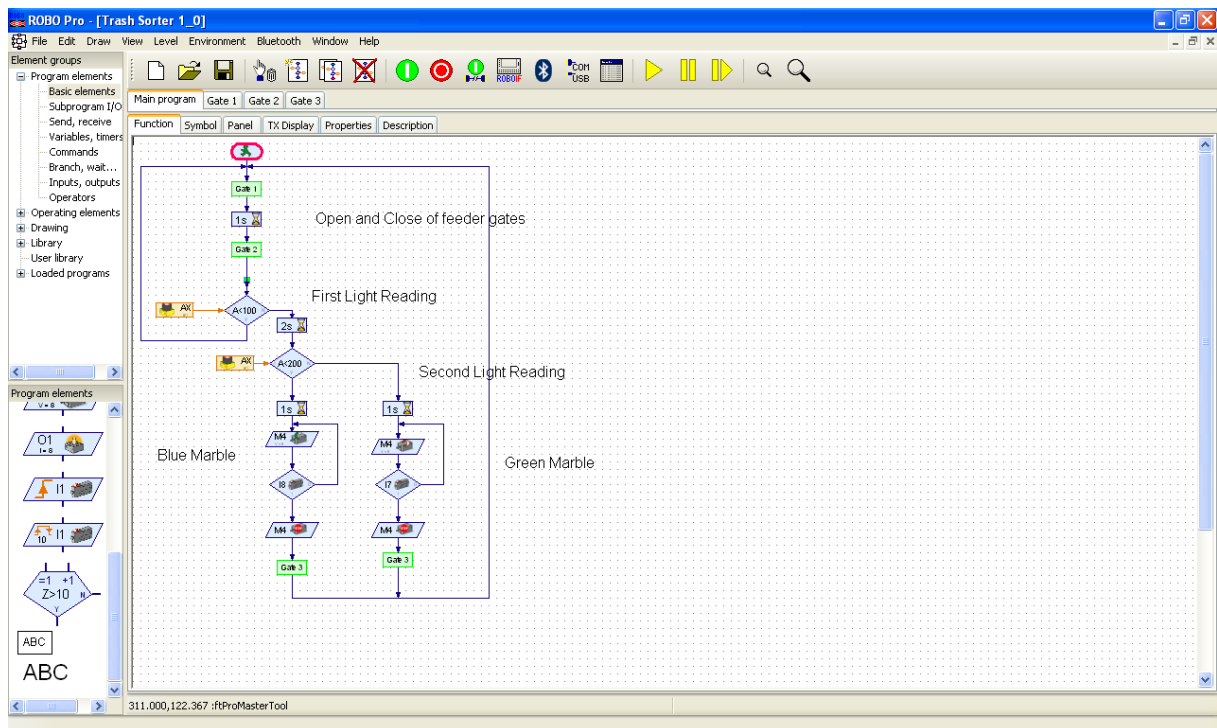 ROBO Pro - [Trash Sorter 1_0]
File Edit Draw View Level Environment Bluetooth Window Help
Element groups
Program elements
Basic elements
Subprogram I/O
Send, receive
Variables, timers
Commands
Branch, wait...
Inputs, outputs
Operators
Operating elements
Drawing
Library
User library
Loaded programs
ROBOIF
COM
USB
Main program Gate 1 Gate 2 Gate 3
Function Symbol Panel TX Display Properties Description
Gate 1
1s
Open and Close of feeder gates
Gate 2
First Light Reading
AX
A<100
2s
AX
A<200
Second Light Reading
1s 1s
M4 M4
Blue Marble
Green Marble
I8 I7
M4 M4
Gate 3 Gate 3
Program elements
V=8
O1
I=8
I1
10 I1
=1 +1
Z>10 N
Y
ABC
ABC
311.000,122.367 :ftProMasterTool